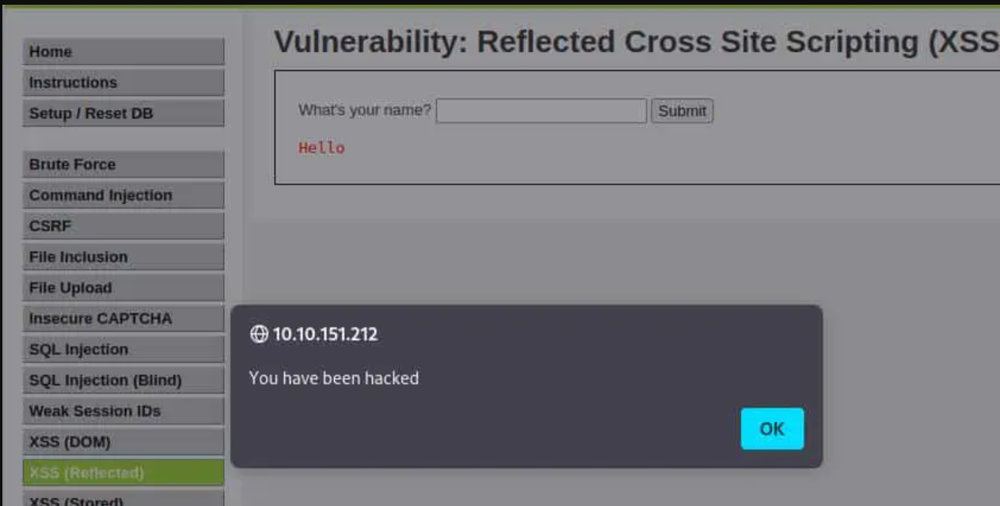 Vulnerability: Reflected Cross Site Scripting (XSS
Home
Instructions
Setup / Reset DB
Brute Force
Command Injection
CSRF
File Inclusion
File Upload
Insecure CAPTCHA
SQL Injection
SQL Injection (Blind)
Weak Session IDs
XSS (DOM)
XSS (Reflected)
XSS (Stored)
What's your name? Submit
Hello
10.10.151.212
You have been hacked
OK